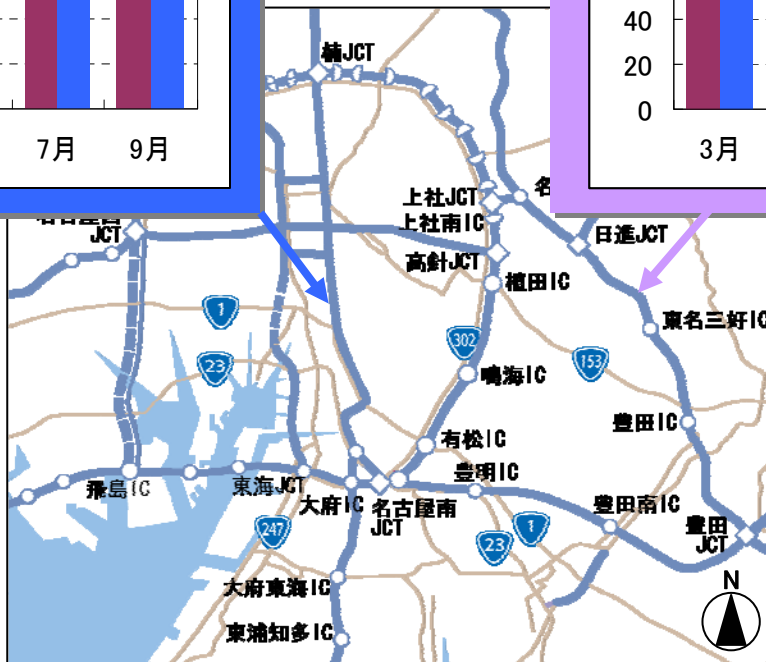 40
20
0
7月
9月
3月
楠JCT
上社JCT
上社南IC
JCT
高針JCT
日進JCT
植田IC
1
302
東名三好IC
23
153
鳴海IC
豊田IC
有松IC
飛島IC
東海JCT
豊明IC
大府IC
名古屋南
JCT
豊田南IC
247
23
1
豊田
JCT
大府東海IC
N
東浦知多IC